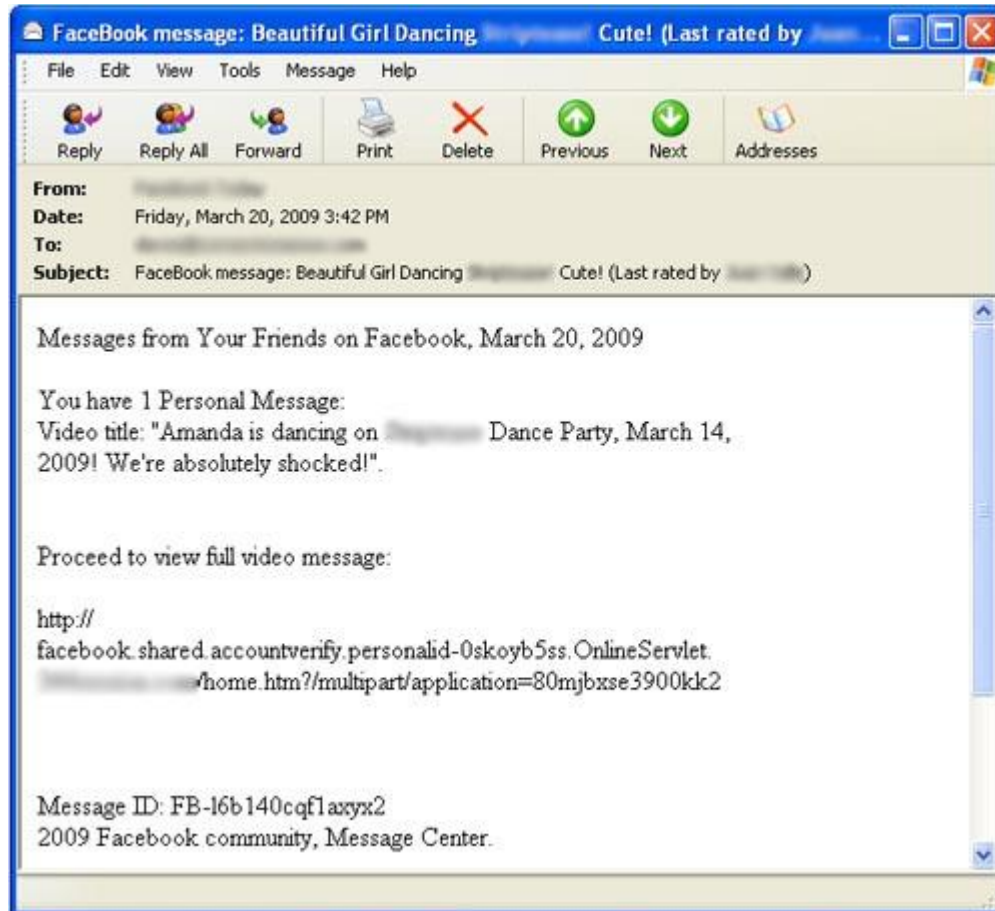 FaceBook message: Beautiful Girl Dancing Cute! (Last rated by ...
File Edit View Tools Message Help
Reply Reply All Forward Print Delete Previous Next Addresses
From:
Date: Friday, March 20, 2009 3:42 PM
To:
Subject: FaceBook message: Beautiful Girl Dancing Cute! (Last rated by )
Messages from Your Friends on Facebook, March 20, 2009
You have 1 Personal Message:
Video title: "Amanda is dancing on Dance Party, March 14,
2009! We're absolutely shocked!".
Proceed to view full video message:
http://
facebook.shared.accountverify.personalid-0skoyb5ss.OnlineServlet.
/home.htm?/multipart/application=80mjbxse3900kk2
Message ID: FB-l6b140cqf1axyx2
2009 Facebook community, Message Center.